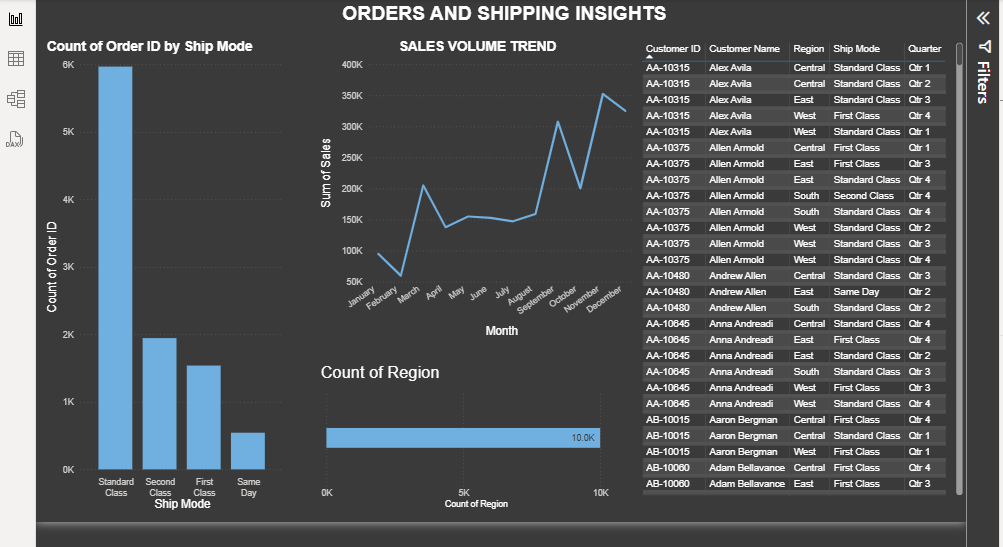 ORDERS AND SHIPPING INSIGHTS
Count of Order ID by Ship Mode
6K
5K
4K
3K
2K
1K
0K
Count of Order ID
Standard Class
Second Class
First Class
Same Day
Ship Mode
SALES VOLUME TREND
400K
350K
300K
250K
200K
150K
100K
50K
Sum of Sales
January
February
March
April
May
June
July
August
September
October
November
December
Month
Count of Region
10.0K
0K
5K
10K
Count of Region
Customer ID Customer Name Region Ship Mode Quarter
AA-10315 Alex Avila Central Standard Class Qtr 1
AA-10315 Alex Avila Central Standard Class Qtr 2
AA-10315 Alex Avila East Standard Class Qtr 3
AA-10315 Alex Avila West First Class Qtr 4
AA-10315 Alex Avila West Standard Class Qtr 1
AA-10375 Allen Armold Central First Class Qtr 1
AA-10375 Allen Armold East First Class Qtr 3
AA-10375 Allen Armold East Standard Class Qtr 4
AA-10375 Allen Armold South Second Class Qtr 4
AA-10375 Allen Armold South Standard Class Qtr 4
AA-10375 Allen Armold West Standard Class Qtr 2
AA-10375 Allen Armold West Standard Class Qtr 3
AA-10375 Allen Armold West Standard Class Qtr 4
AA-10480 Andrew Allen Central Standard Class Qtr 3
AA-10480 Andrew Allen East Same Day Qtr 2
AA-10480 Andrew Allen South Standard Class Qtr 2
AA-10645 Anna Andreadi Central Standard Class Qtr 4
AA-10645 Anna Andreadi East First Class Qtr 4
AA-10645 Anna Andreadi East Standard Class Qtr 2
AA-10645 Anna Andreadi South Standard Class Qtr 3
AA-10645 Anna Andreadi West First Class Qtr 3
AA-10645 Anna Andreadi West Standard Class Qtr 4
AB-10015 Aaron Bergman Central First Class Qtr 4
AB-10015 Aaron Bergman Central Standard Class Qtr 1
AB-10015 Aaron Bergman West First Class Qtr 1
AB-10060 Adam Bellavance Central First Class Qtr 4
AB-10060 Adam Bellavance East First Class Qtr 3
Filters
DAX